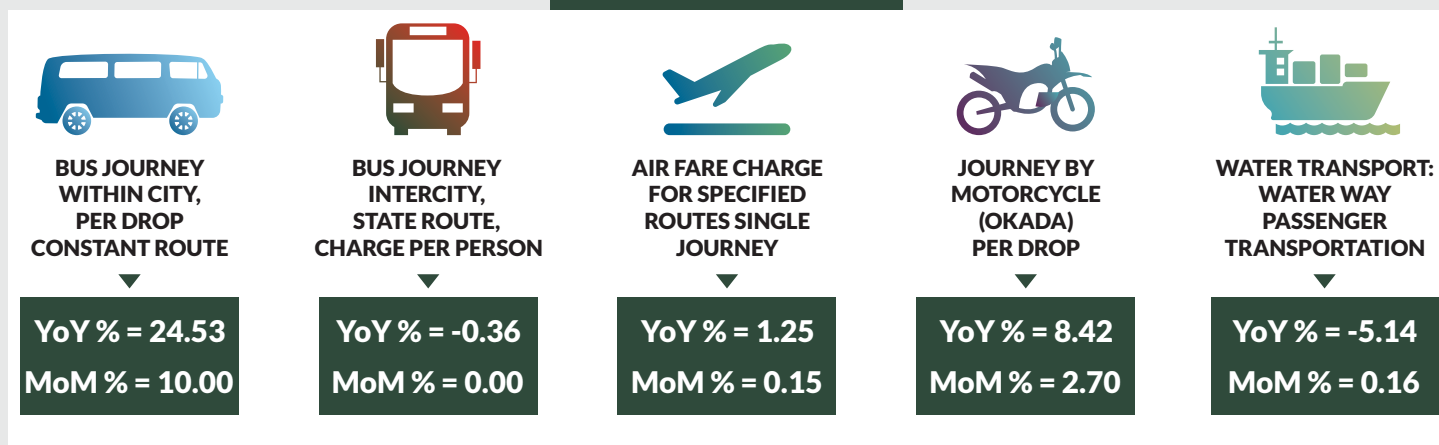 BUS JOURNEY
WITHIN CITY,
PER DROP
CONSTANT ROUTE
YoY % = 24.53
MoM % = 10.00
BUS JOURNEY
INTERCITY,
STATE ROUTE,
CHARGE PER PERSON
YoY % = -0.36
MoM % = 0.00
AIR FARE CHARGE
FOR SPECIFIED
ROUTES SINGLE
JOURNEY
YoY % = 1.25
MoM % = 0.15
JOURNEY BY
MOTORCYCLE
(OKADA)
PER DROP
YoY % = 8.42
MoM % = 2.70
WATER TRANSPORT:
WATER WAY
PASSENGER
TRANSPORTATION
YoY % = -5.14
MoM % = 0.16